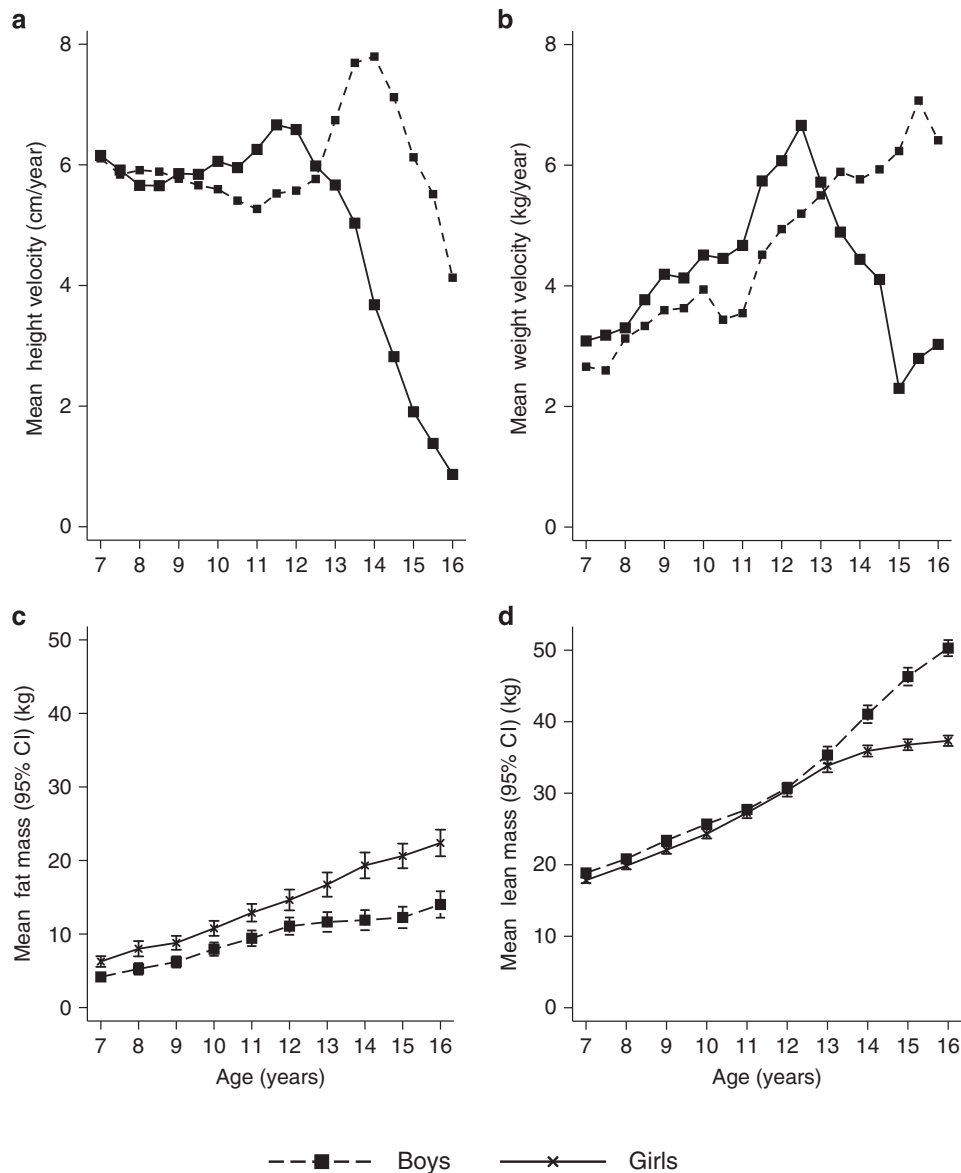 a
8
6
4
2
0
Mean height velocity (cm/year)
7 8 9 10 11 12 13 14 15 16
b
8
6
4
2
0
Mean weight velocity (kg/year)
7 8 9 10 11 12 13 14 15 16
c
50
40
30
20
10
0
Mean fat mass (95% CI) (kg)
7 8 9 10 11 12 13 14 15 16
Age (years)
d
50
40
30
20
10
0
Mean lean mass (95% CI) (kg)
7 8 9 10 11 12 13 14 15 16
Age (years)
Boys Girls